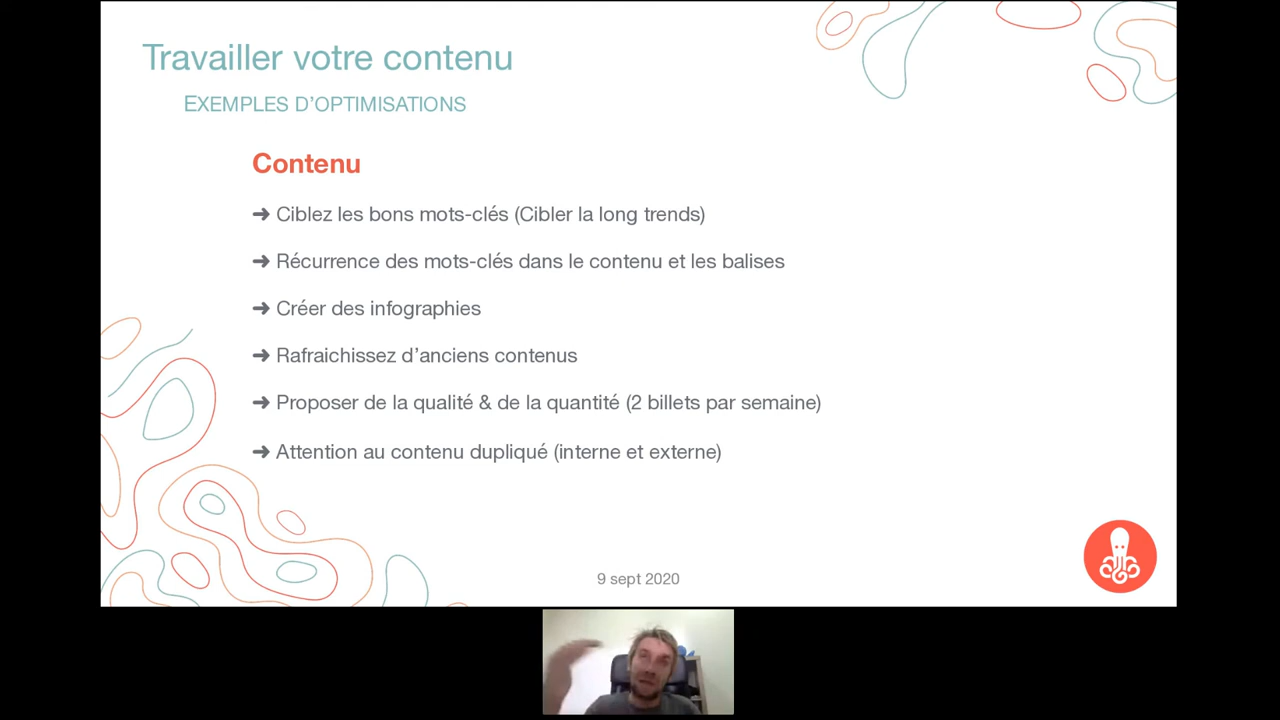 Travailler votre contenu
EXEMPLES D'OPTIMISATIONS
Contenu
➜ Ciblez les bons mots-clés (Cibler la long trends)
➜ Récurrence des mots-clés dans le contenu et les balises
➜ Créer des infographies
➜ Rafraichissez d'anciens contenus
➜ Proposer de la qualité & de la quantité (2 billets par semaine)
➜ Attention au contenu dupliqué (interne et externe)
9 sept 2020